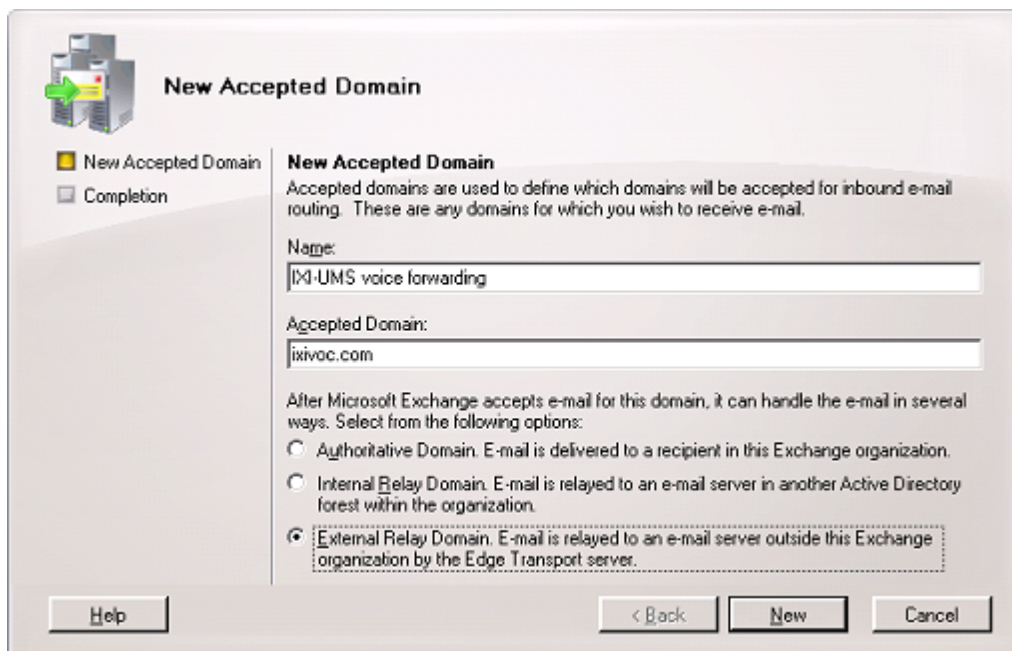 New Accepted Domain
New Accepted Domain
Completion
New Accepted Domain
Accepted domains are used to define which domains will be accepted for inbound e-mail
routing. These are any domains for which you wish to receive e-mail.
Name:
IXI-UMS voice forwarding
Accepted Domain:
ixivoc.com
After Microsoft Exchange accepts e-mail for this domain, it can handle the e-mail in several
ways. Select from the following options:
Authoritative Domain. E-mail is delivered to a recipient in this Exchange organization.
Internal Relay Domain. E-mail is relayed to an e-mail server in another Active Directory
forest within the organization.
External Relay Domain. E-mail is relayed to an e-mail server outside this Exchange
organization by the Edge Transport server.
Help
< Back
New
Cancel